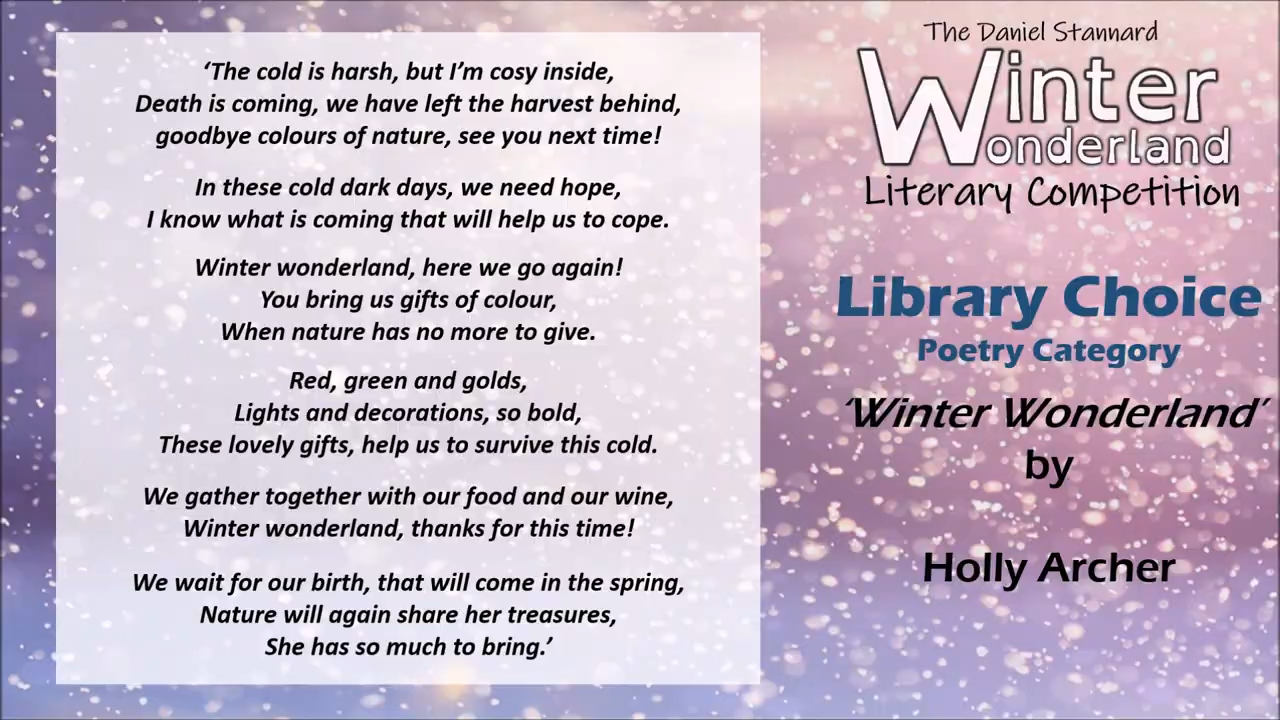 ‘The cold is harsh, but I’m cosy inside,
Death is coming, we have left the harvest behind,
goodbye colours of nature, see you next time!
In these cold dark days, we need hope,
I know what is coming that will help us to cope.
Winter wonderland, here we go again!
You bring us gifts of colour,
When nature has no more to give.
Red, green and golds,
Lights and decorations, so bold,
These lovely gifts, help us to survive this cold.
We gather together with our food and our wine,
Winter wonderland, thanks for this time!
We wait for our birth, that will come in the spring,
Nature will again share her treasures,
She has so much to bring.’
The Daniel Stannard
Winter
Wonderland
Literary Competition
Library Choice
Poetry Category
‘Winter Wonderland’
by
Holly Archer